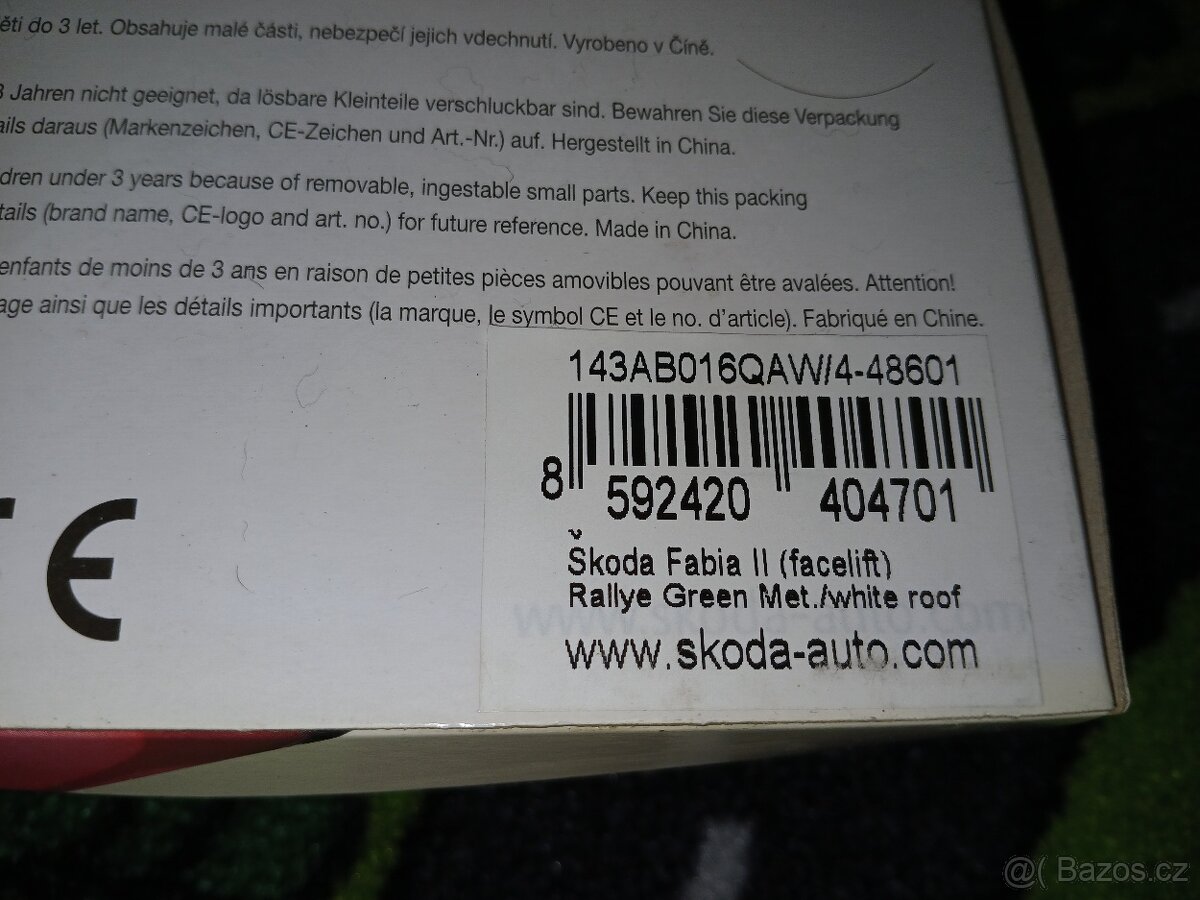 ěti do 3 let. Obsahuje malé části, nebezpečí jejich vdechnutí. Vyrobeno v Číně.
3 Jahren nicht geeignet, da lösbare Kleinteile verschluckbar sind. Bewahren Sie diese Verpackung
ails daraus (Markenzeichen, CE-Zeichen und Art.-Nr.) auf. Hergestellt in China.
dren under 3 years because of removable, ingestable small parts. Keep this packing
tails (brand name, CE-logo and art. no.) for future reference. Made in China.
enfants de moins de 3 ans en raison de petites pièces amovibles pouvant être avalées. Attention!
age ainsi que les détails importants (la marque, le symbol CE et le no. d'article). Fabriqué en Chine.
143AB016QAW/4-48601
8 592420 404701
Škoda Fabia II (facelift)
Rallye Green Met./white roof
www.skoda-auto.com
CE
@( Bazos.cz